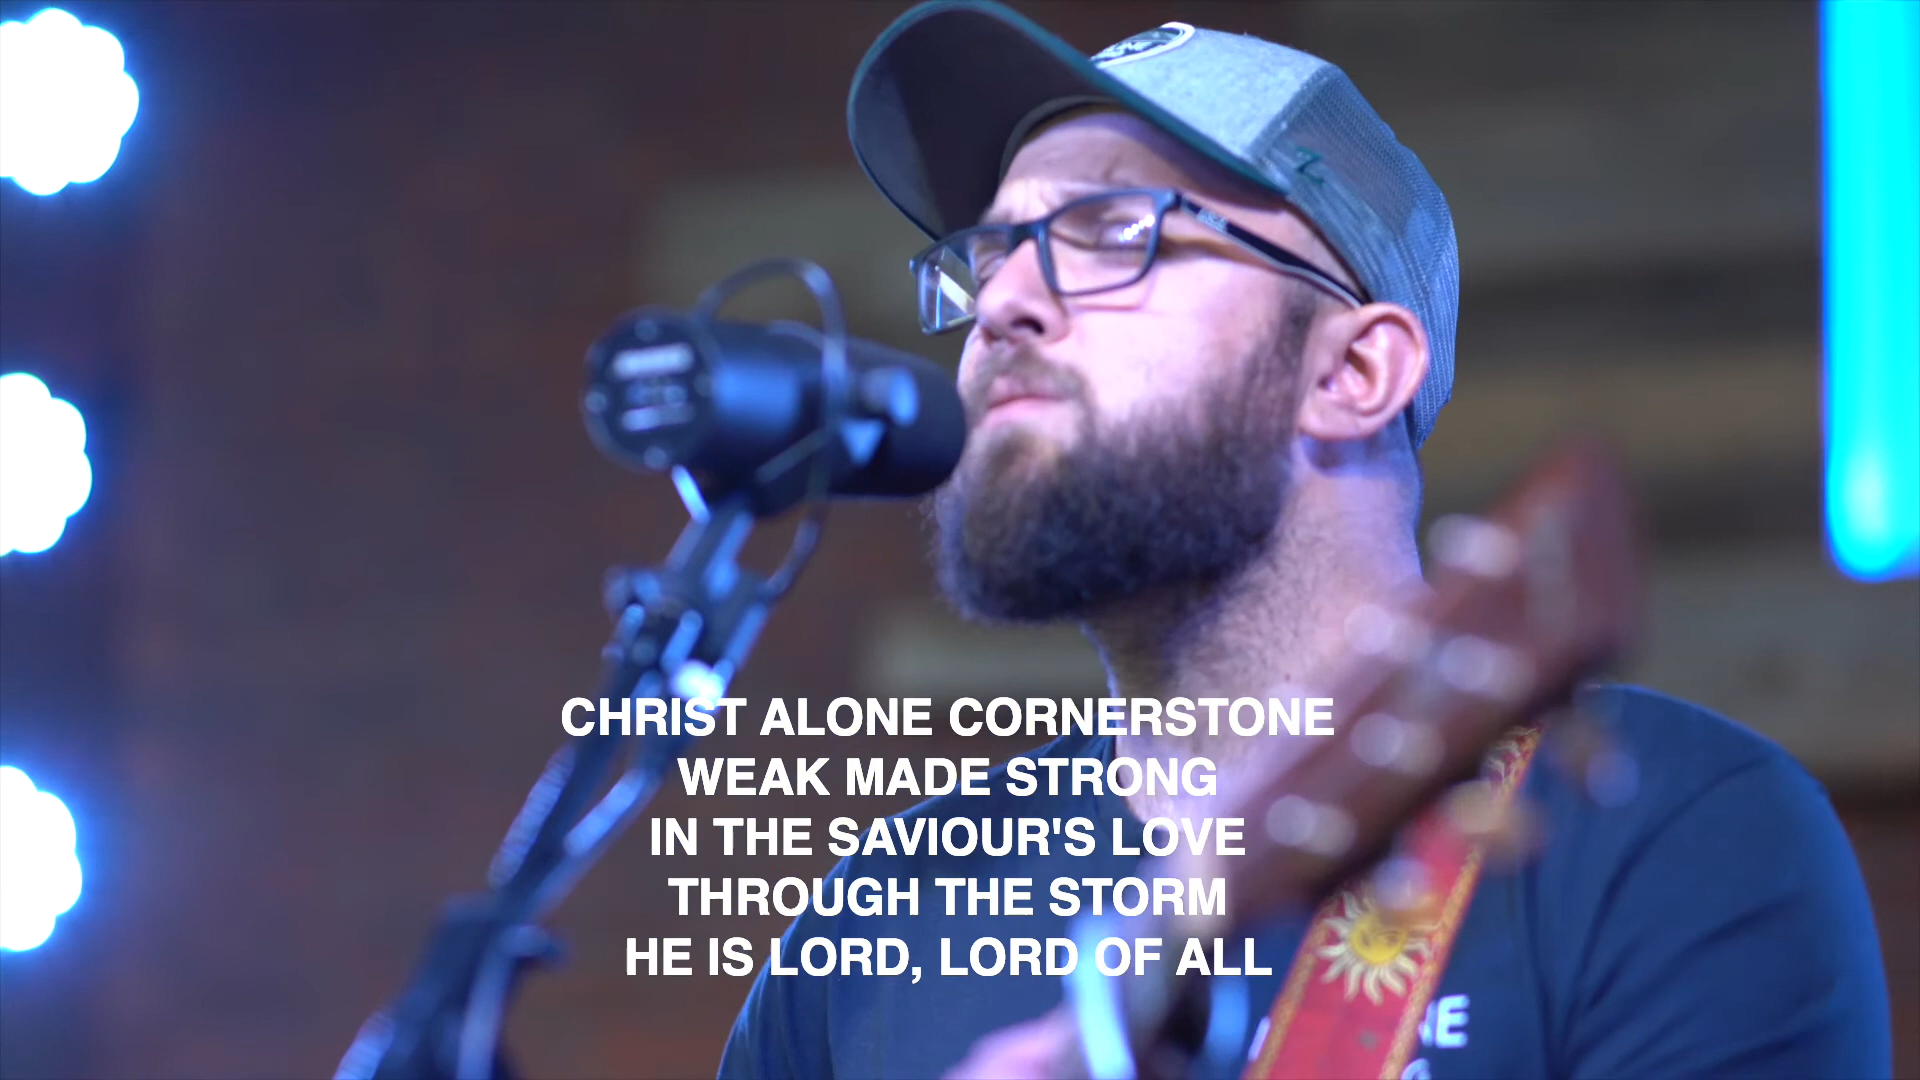 CHRIST ALONE CORNERSTONE
WEAK MADE STRONG
IN THE SAVIOUR'S LOVE
THROUGH THE STORM
HE IS LORD, LORD OF ALL